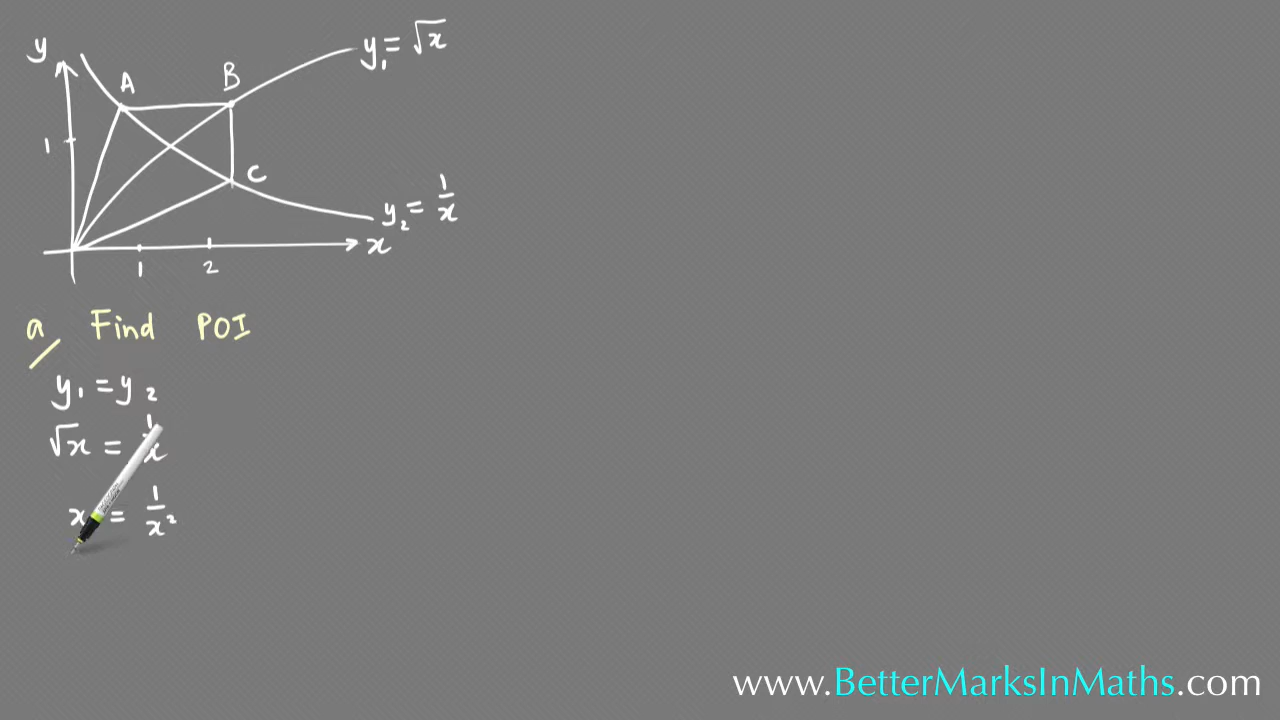 y
A
B
y₁ = √x
1
C
y₂ = 1/x
x
1 2
a Find POI
y₁ = y₂
√x = 1/x
x = 1/x²
www.BetterMarksInMaths.com